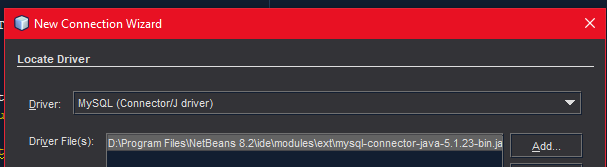 New Connection Wizard
Locate Driver
Driver: MySQL (Connector/J driver)
Driver File(s): D:\Program Files\NetBeans 8.2\ide\modules\ext\mysql-connector-java-5.1.23-bin.ja
Add...